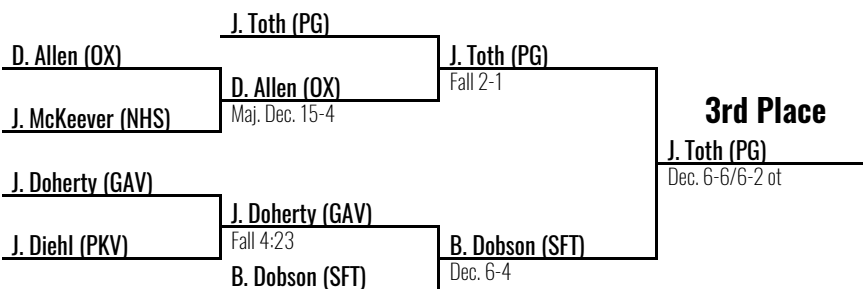 J. Toth (PG)
D. Allen (OX)
J. Toth (PG)
Fall 2-1
D. Allen (OX)
Maj. Dec. 15-4
J. McKeever (NHS)
3rd Place
J. Toth (PG)
Dec. 6-6/6-2 ot
J. Doherty (GAV)
J. Doherty (GAV)
Fall 4:23
J. Diehl (PKV)
B. Dobson (SFT)
Dec. 6-4
B. Dobson (SFT)